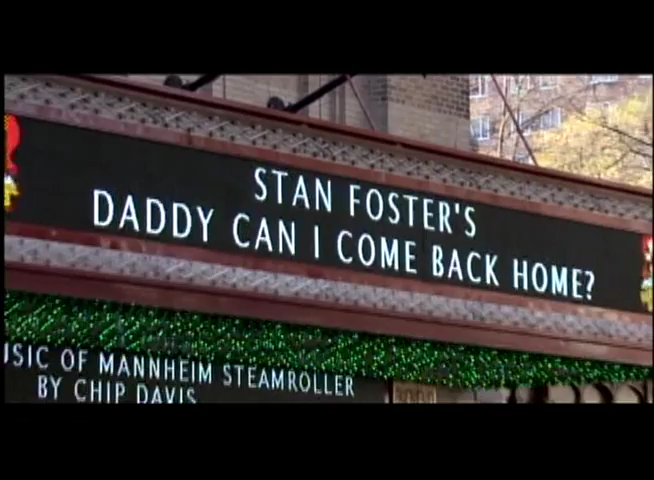 STAN FOSTER'S
DADDY CAN I COME BACK HOME?
USIC OF MANNHEIM STEAMROLLER
BY CHIP DAVIS